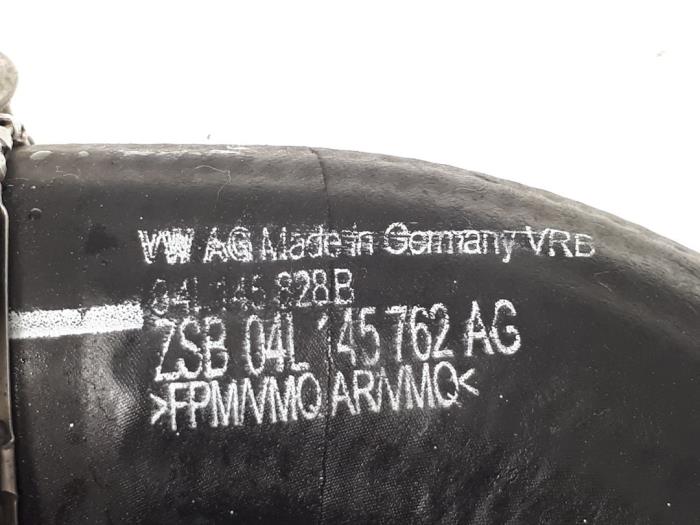 VW AG Made in Germany VRB
04L 145 828 B
ZSB 04L 145 762 AG
>FPM/VMQ AR/VMQ<